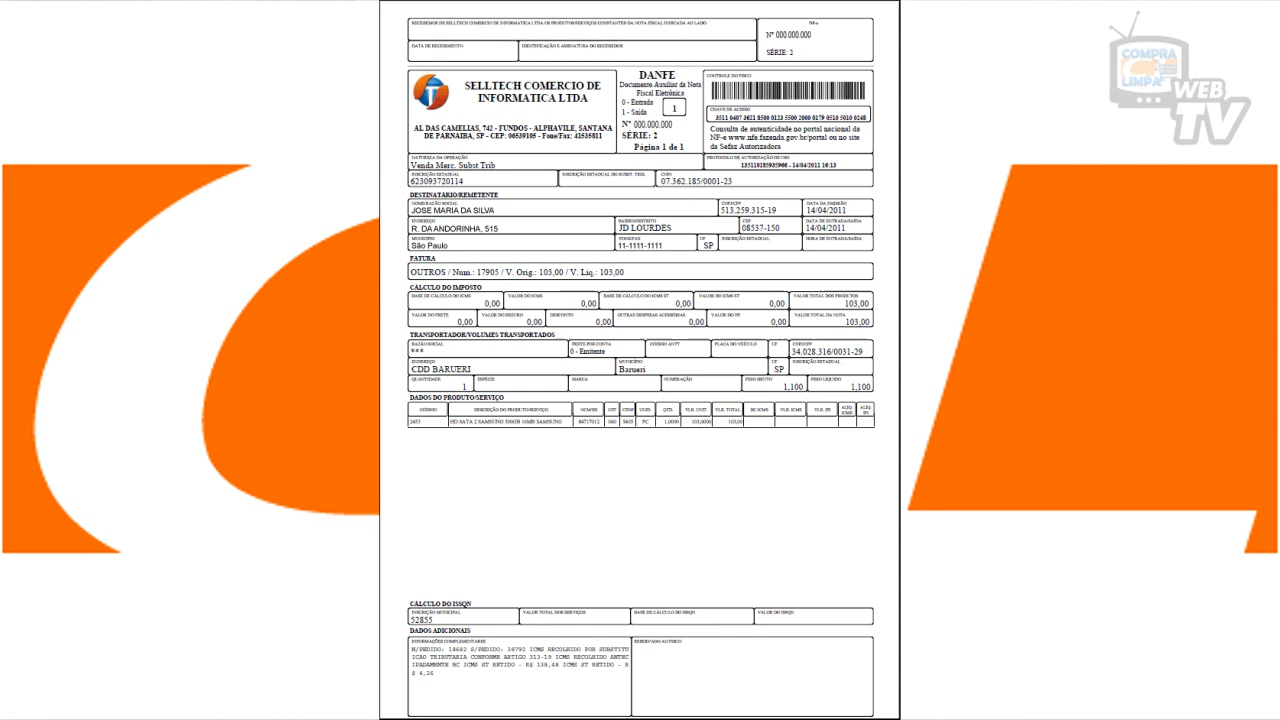 RECEBEMOS DE SELLTECH COMERCIO DE INFORMATICA LTDA OS PRODUTOS/SERVIÇOS CONSTANTES DA NOTA FISCAL INDICADA AO LADO
NF-e
Nº 000.000.000
DATA DE RECEBIMENTO IDENTIFICAÇÃO E ASSINATURA DO RECEBEDOR
SÉRIE: 2
COMPRA
LIMPA
WEB
TV
SELLTECH COMERCIO DE
INFORMATICA LTDA
AL DAS CAMELIAS, 742 - FUNDOS - ALPHAVILE, SANTANA
DE PARNAIBA, SP - CEP: 06539105 - Fone/Fax: 41535811
DANFE
Documento Auxiliar da Nota
Fiscal Eletrônica
0 - Entrada
1 - Saída
1
Nº 000.000.000
SÉRIE: 2
Página 1 de 1
CONTROLE DO FISCO
CHAVE DE ACESSO
3511 0407 3621 8500 0123 5500 2000 0179 0510 5010 0248
Consulta de autenticidade no portal nacional da
NF-e www.nfe.fazenda.gov.br/portal ou no site
da Sefaz Autorizadora
NATUREZA DA OPERAÇÃO PROTOCOLO DE AUTORIZAÇÃO DE USO
Venda Merc. Subst Trib 135110185935966 - 14/04/2011 16:13
INSCRIÇÃO ESTADUAL INSCRIÇÃO ESTADUAL DO SUBST. TRIB. CNPJ
623093720114 07.362.185/0001-23
DESTINATÁRIO/REMETENTE
NOME/RAZÃO SOCIAL CNPJ/CPF DATA DA EMISSÃO
JOSE MARIA DA SILVA 513.259.315-19 14/04/2011
ENDEREÇO BAIRRO/DISTRITO CEP DATA DE ENTRADA/SAÍDA
R. DA ANDORINHA, 515 JD LOURDES 08537-150 14/04/2011
MUNICÍPIO FONE/FAX UF INSCRIÇÃO ESTADUAL HORA DE ENTRADA/SAÍDA
São Paulo 11-1111-1111 SP
FATURA
OUTROS / Num.: 17905 / V. Orig.: 103,00 / V. Liq.: 103,00
CÁLCULO DO IMPOSTO
BASE DE CÁLCULO DO ICMS VALOR DO ICMS BASE DE CÁLCULO DO ICMS ST VALOR DO ICMS ST VALOR TOTAL DOS PRODUTOS
0,00 0,00 0,00 0,00 103,00
VALOR DO FRETE VALOR DO SEGURO DESCONTO OUTRAS DESPESAS ACESSÓRIAS VALOR DO IPI VALOR TOTAL DA NOTA
0,00 0,00 0,00 0,00 0,00 103,00
TRANSPORTADOR/VOLUMES TRANSPORTADOS
RAZÃO SOCIAL FRETE POR CONTA CÓDIGO ANTT PLACA DO VEÍCULO UF CNPJ/CPF
*** 0 - Emitente 34.028.316/0031-29
ENDEREÇO MUNICÍPIO UF INSCRIÇÃO ESTADUAL
CDD BARUERI Barueri SP
QUANTIDADE ESPÉCIE MARCA NUMERAÇÃO PESO BRUTO PESO LÍQUIDO
1 1,100 1,100
DADOS DO PRODUTO/SERVIÇO
CÓDIGO DESCRIÇÃO DO PRODUTO/SERVIÇO NCM/SH CST CFOP UNID. QTD. VLR. UNIT. VLR. TOTAL BC ICMS VLR. ICMS VLR. IPI ALÍQ. ICMS ALÍQ. IPI
2453 HD SATA 2 SAMSUNG 500GB 16MB SAMSUNG 84717012 060 5405 PC 1,0000 103,0000 103,00
CÁLCULO DO ISSQN
INSCRIÇÃO MUNICIPAL VALOR TOTAL DOS SERVIÇOS BASE DE CÁLCULO DO ISSQN VALOR DO ISSQN
52855
DADOS ADICIONAIS
INFORMAÇÕES COMPLEMENTARES RESERVADO AO FISCO
N/PEDIDO: 18682 S/PEDIDO: 38792 ICMS RECOLHIDO POR SUBSTITU
ICAO TRIBUTARIA CONFORME ARTIGO 313-19 ICMS RECOLHIDO ANTEC
IPADAMENTE BC ICMS ST RETIDO - R$ 138,48 ICMS ST RETIDO - R
$ 4,26